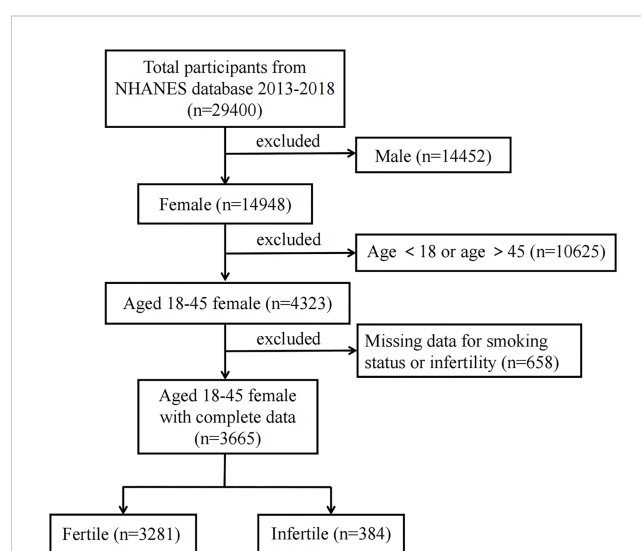 Total participants from
NHANES database 2013-2018
(n=29400)
excluded
Male (n=14452)
Female (n=14948)
excluded
Age < 18 or age > 45 (n=10625)
Aged 18-45 female (n=4323)
excluded
Missing data for smoking
status or infertility (n=658)
Aged 18-45 female
with complete data
(n=3665)
Fertile (n=3281)
Infertile (n=384)